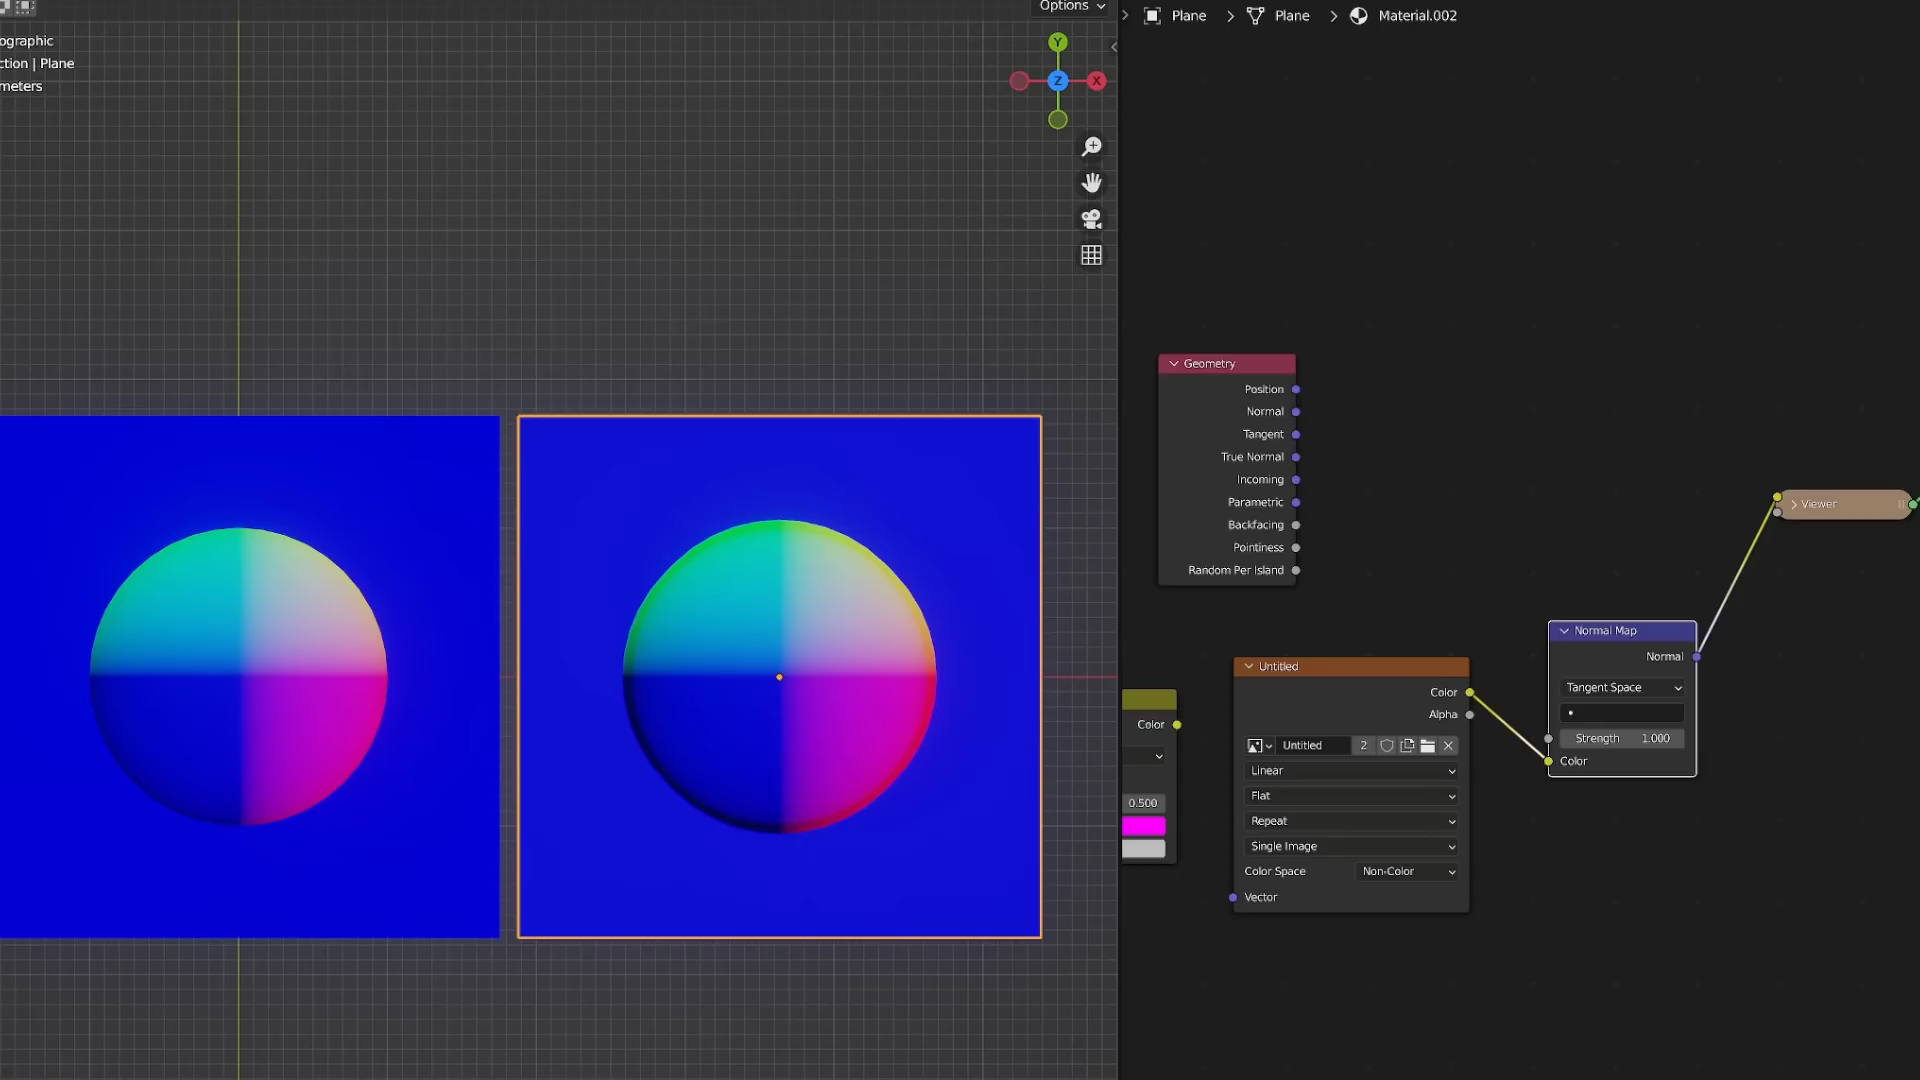 Options
Plane Plane Material.002
ographic
ction | Plane
meters
Y
Z X
Geometry
Position
Normal
Tangent
True Normal
Incoming
Parametric
Backfacing
Pointiness
Random Per Island
Viewer
Normal Map
Normal
Tangent Space
Strength 1.000
Color
Untitled
Color
Alpha
Untitled 2
Linear
Flat
Repeat
Single Image
Color Space Non-Color
Vector
Color
0.500